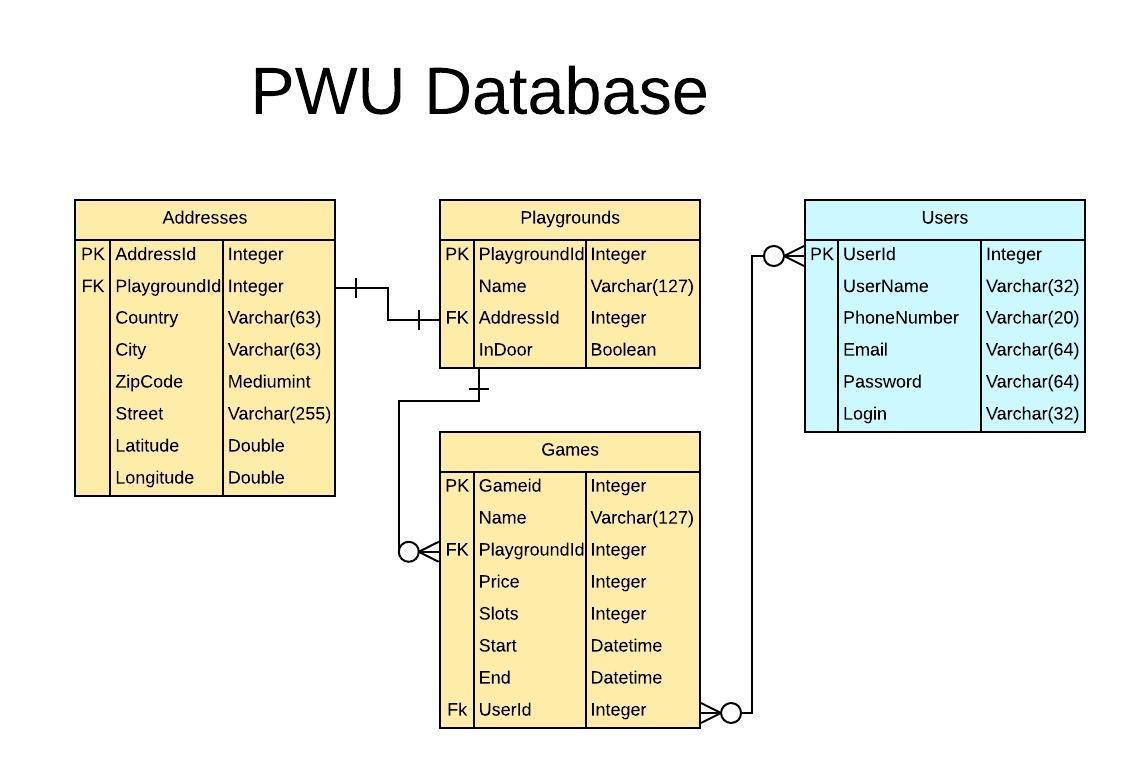 PWU Database
Addresses
PK AddressId Integer
FK PlaygroundId Integer
Country Varchar(63)
City Varchar(63)
ZipCode Mediumint
Street Varchar(255)
Latitude Double
Longitude Double
Playgrounds
PK PlaygroundId Integer
Name Varchar(127)
FK AddressId Integer
InDoor Boolean
Games
PK Gameid Integer
Name Varchar(127)
FK PlaygroundId Integer
Price Integer
Slots Integer
Start Datetime
End Datetime
Fk UserId Integer
Users
PK UserId Integer
UserName Varchar(32)
PhoneNumber Varchar(20)
Email Varchar(64)
Password Varchar(64)
Login Varchar(32)